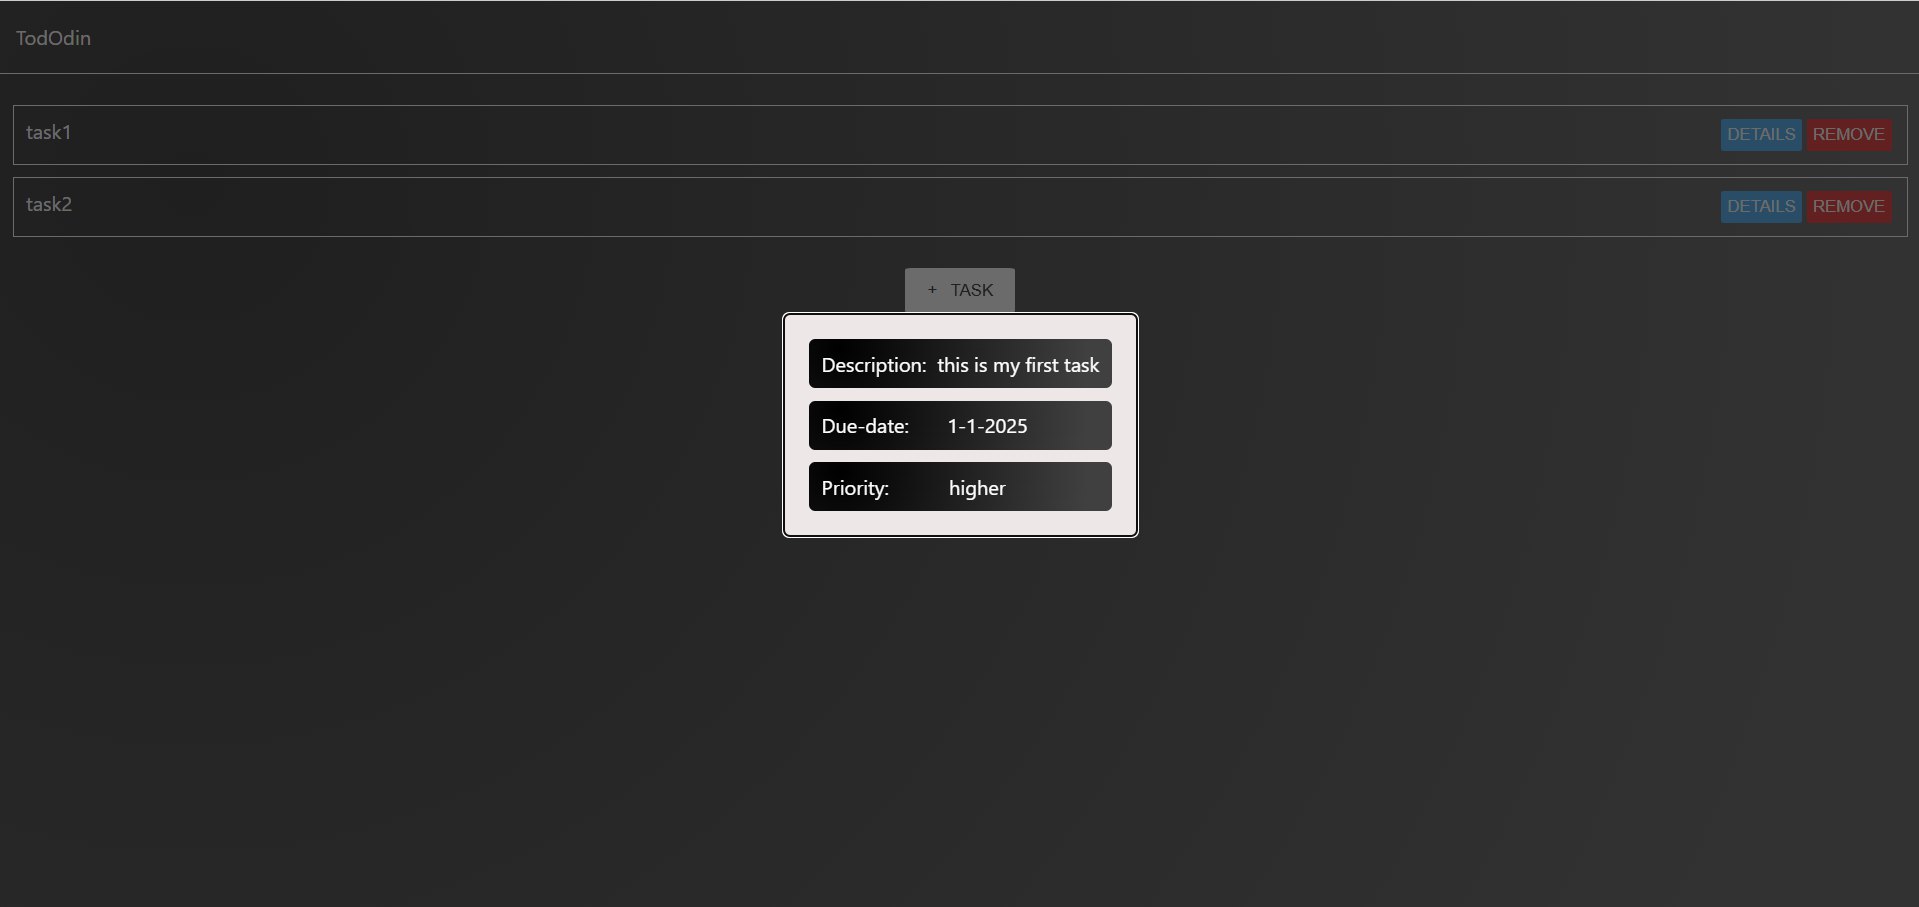 TodOdin
task1 DETAILS REMOVE
task2 DETAILS REMOVE
+ TASK
Description: this is my first task
Due-date: 1-1-2025
Priority: higher